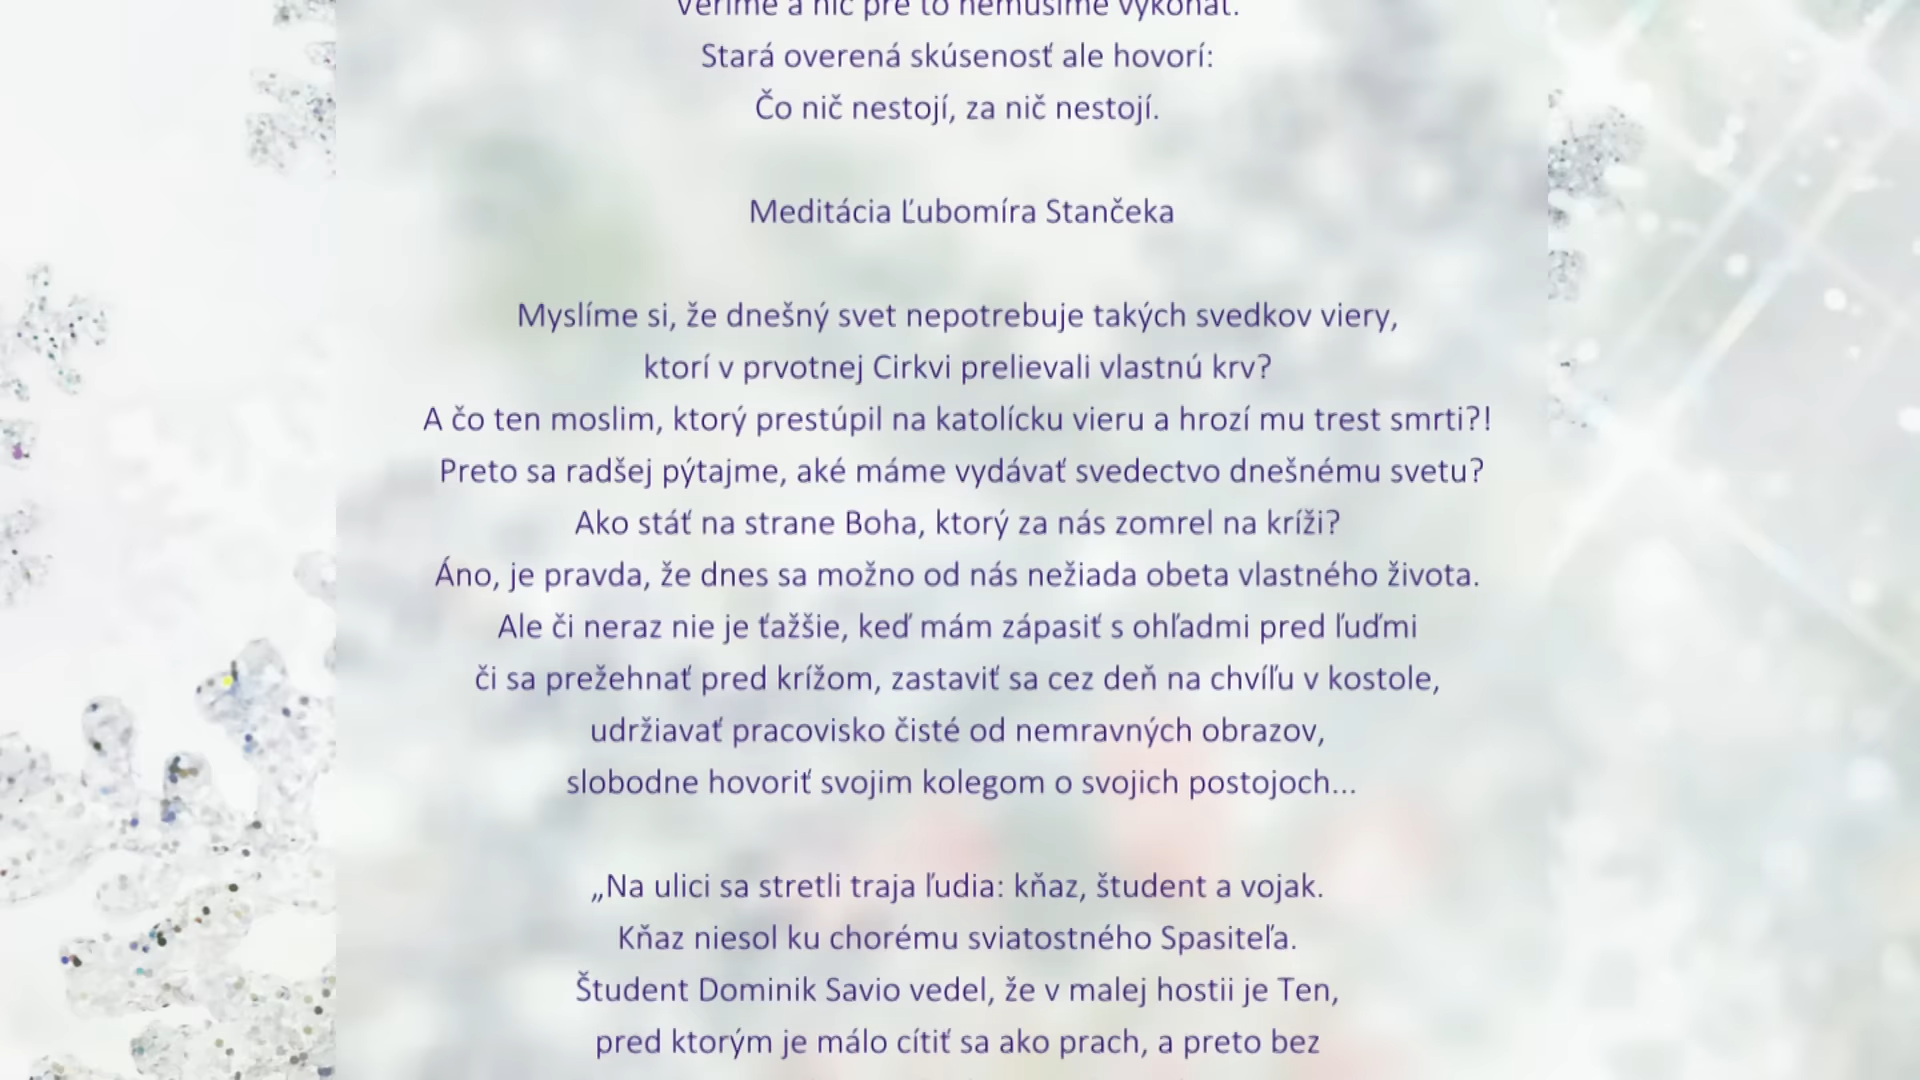 Veríme a nič pre to nemusíme vykonať.
Stará overená skúsenosť ale hovorí:
Čo nič nestojí, za nič nestojí.
Meditácia Ľubomíra Stančeka
Myslíme si, že dnešný svet nepotrebuje takých svedkov viery,
ktorí v prvotnej Cirkvi prelievali vlastnú krv?
A čo ten moslim, ktorý prestúpil na katolícku vieru a hrozí mu trest smrti?!
Preto sa radšej pýtajme, aké máme vydávať svedectvo dnešnému svetu?
Ako stáť na strane Boha, ktorý za nás zomrel na kríži?
Áno, je pravda, že dnes sa možno od nás nežiada obeta vlastného života.
Ale či neraz nie je ťažšie, keď mám zápasiť s ohľadmi pred ľuďmi
či sa prežehnať pred krížom, zastaviť sa cez deň na chvíľu v kostole,
udržiavať pracovisko čisté od nemravných obrazov,
slobodne hovoriť svojim kolegom o svojich postojoch...
„Na ulici sa stretli traja ľudia: kňaz, študent a vojak.
Kňaz niesol ku chorému sviatostného Spasiteľa.
Študent Dominik Savio vedel, že v malej hostii je Ten,
pred ktorým je málo cítiť sa ako prach, a preto bez